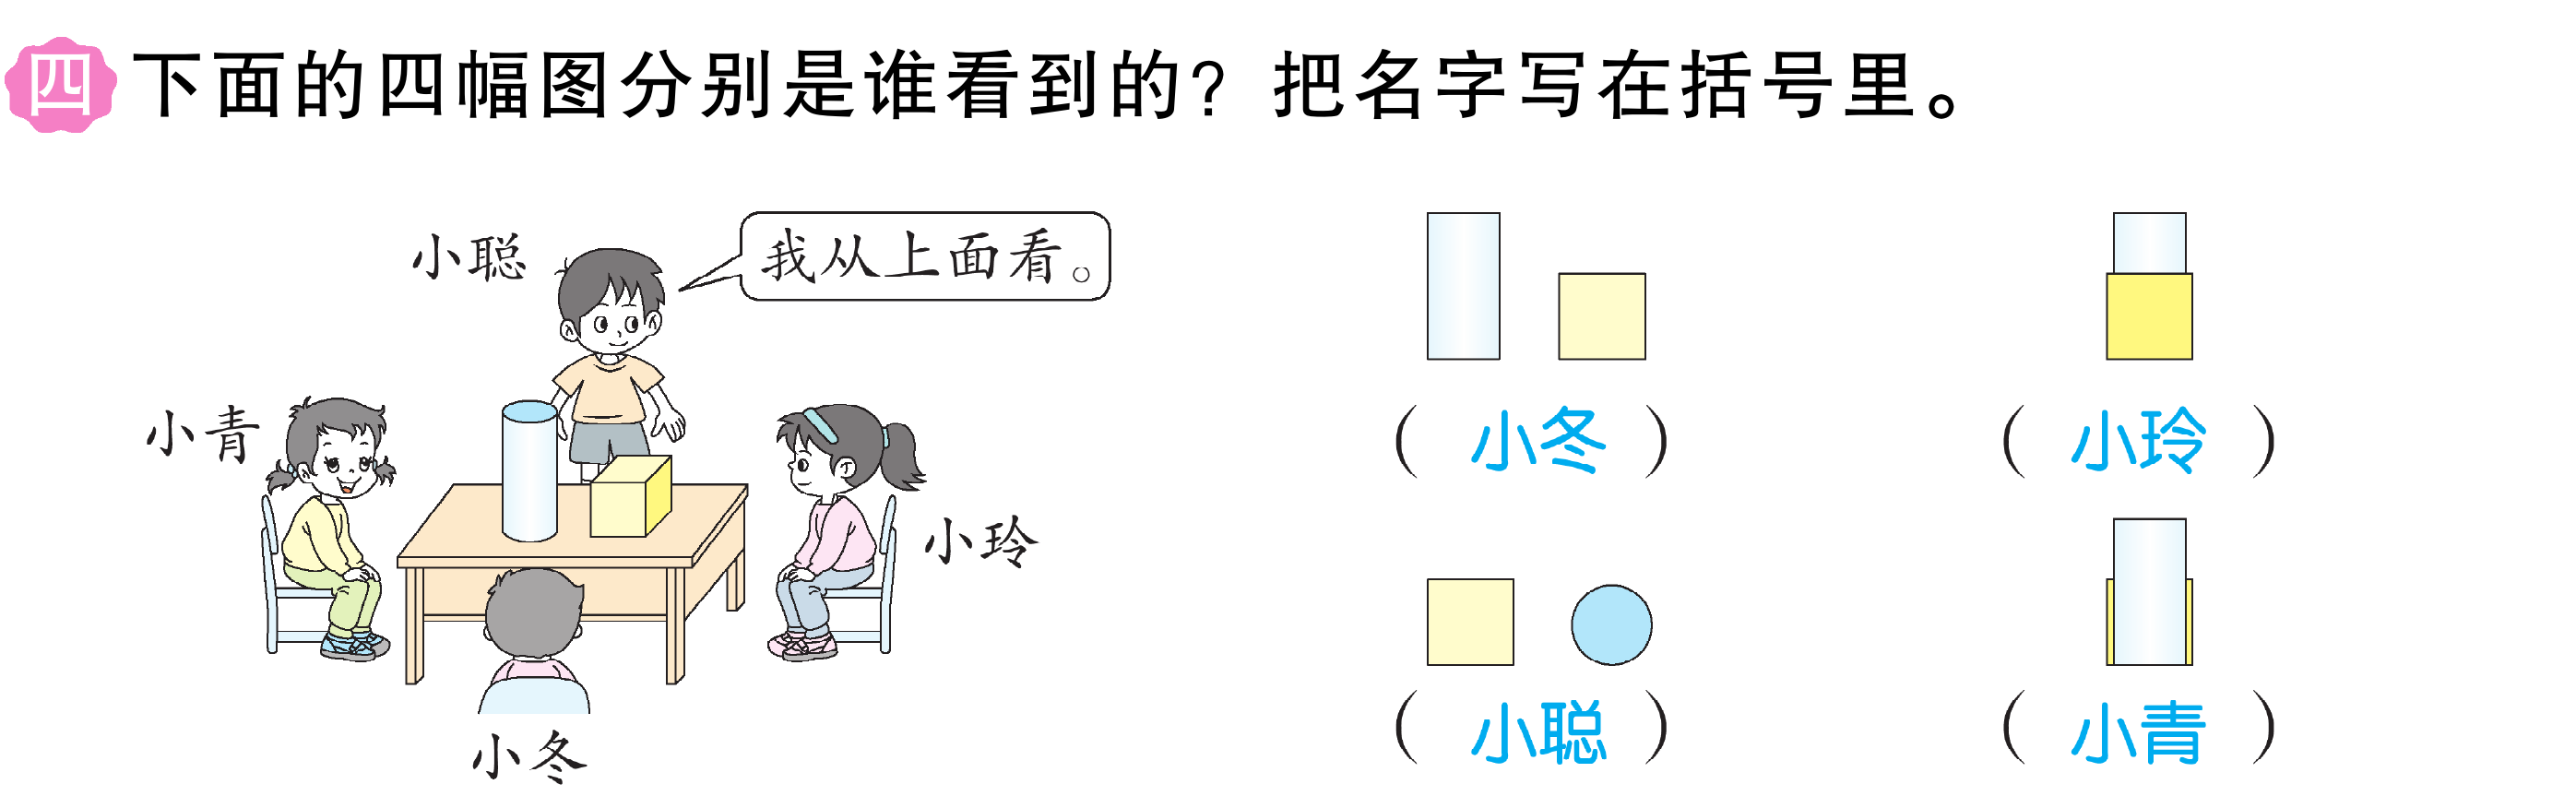 四 下面的四幅图分别是谁看到的？把名字写在括号里。
小聪
我从上面看。
小青
小玲
小冬
（ 小冬 ）
（ 小玲 ）
（ 小聪 ）
（ 小青 ）